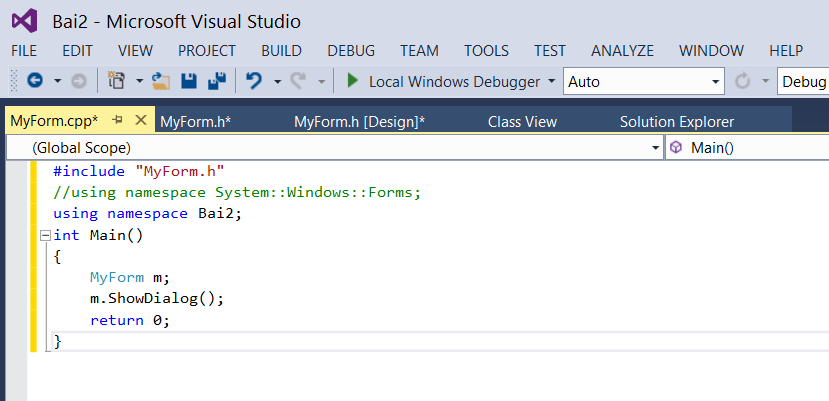 Bai2 - Microsoft Visual Studio
FILE EDIT VIEW PROJECT BUILD DEBUG TEAM TOOLS TEST ANALYZE WINDOW HELP
Local Windows Debugger Auto Debug
MyForm.cpp* MyForm.h* MyForm.h [Design]* Class View Solution Explorer
(Global Scope) Main()
#include "MyForm.h"
//using namespace System::Windows::Forms;
using namespace Bai2;
int Main()
{
MyForm m;
m.ShowDialog();
return 0;
}